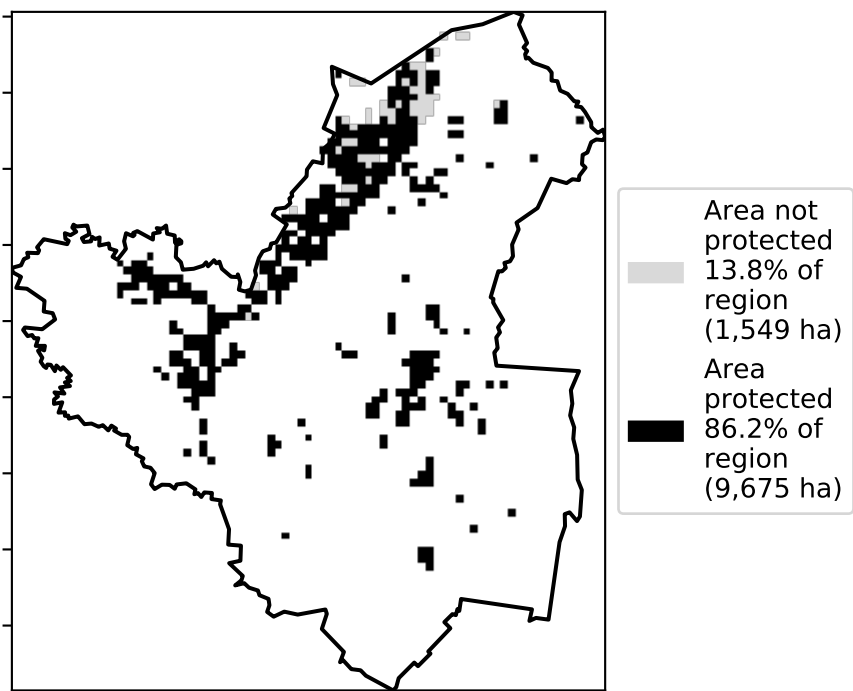 Area not
protected
13.8% of
region
(1,549 ha)
Area
protected
86.2% of
region
(9,675 ha)